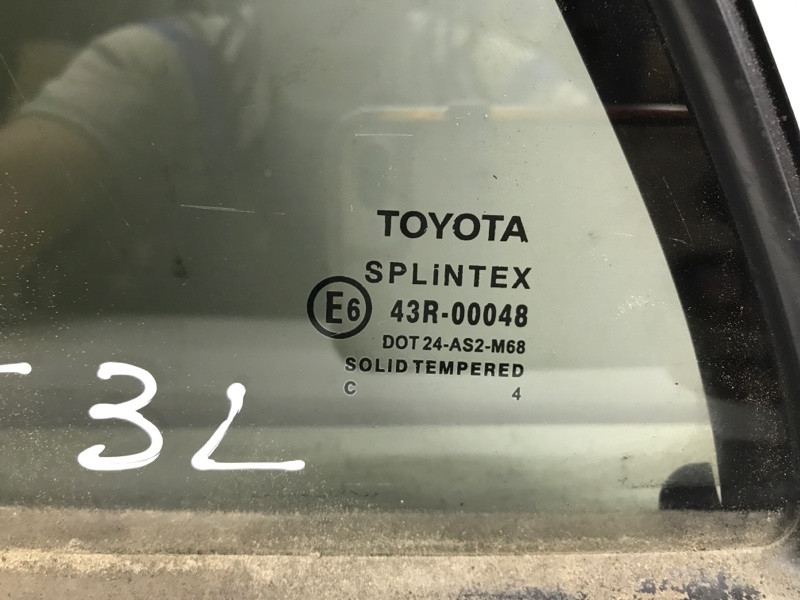 TOYOTA
SPLiNTEX
E6 43R-00048
DOT 24-AS2-M68
SOLID TEMPERED
C 4
3L